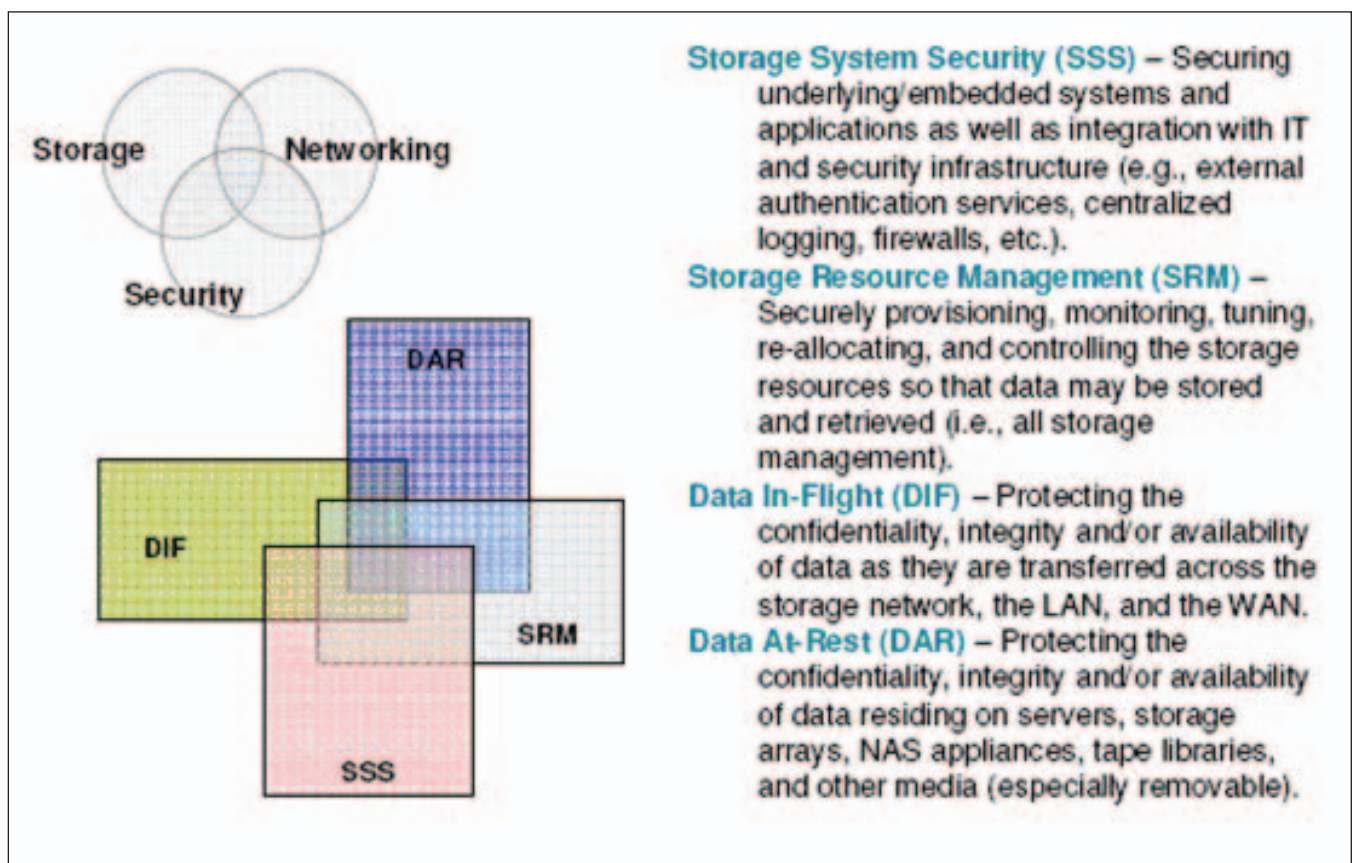 Storage
Networking
Security
DAR
DIF
SRM
SSS
Storage System Security (SSS) – Securing
underlying/embedded systems and
applications as well as integration with IT
and security infrastructure (e.g., external
authentication services, centralized
logging, firewalls, etc.).
Storage Resource Management (SRM) –
Securely provisioning, monitoring, tuning,
re-allocating, and controlling the storage
resources so that data may be stored
and retrieved (i.e., all storage
management).
Data In-Flight (DIF) – Protecting the
confidentiality, integrity and/or availability
of data as they are transferred across the
storage network, the LAN, and the WAN.
Data At-Rest (DAR) – Protecting the
confidentiality, integrity and/or availability
of data residing on servers, storage
arrays, NAS appliances, tape libraries,
and other media (especially removable).